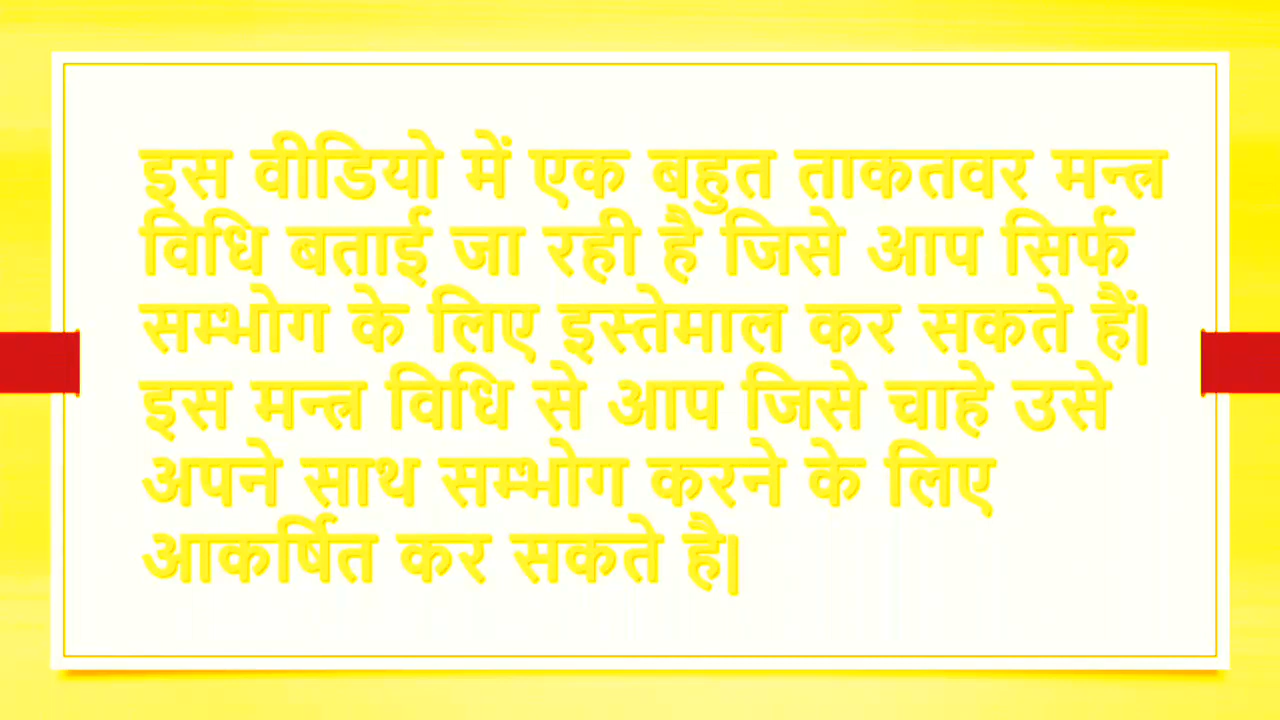 इस वीडियो में एक बहुत ताकतवर मन्त्र
विधि बताई जा रही है जिसे आप सिर्फ
सम्भोग के लिए इस्तेमाल कर सकते हैं|
इस मन्त्र विधि से आप जिसे चाहे उसे
अपने साथ सम्भोग करने के लिए
आकर्षित कर सकते है|